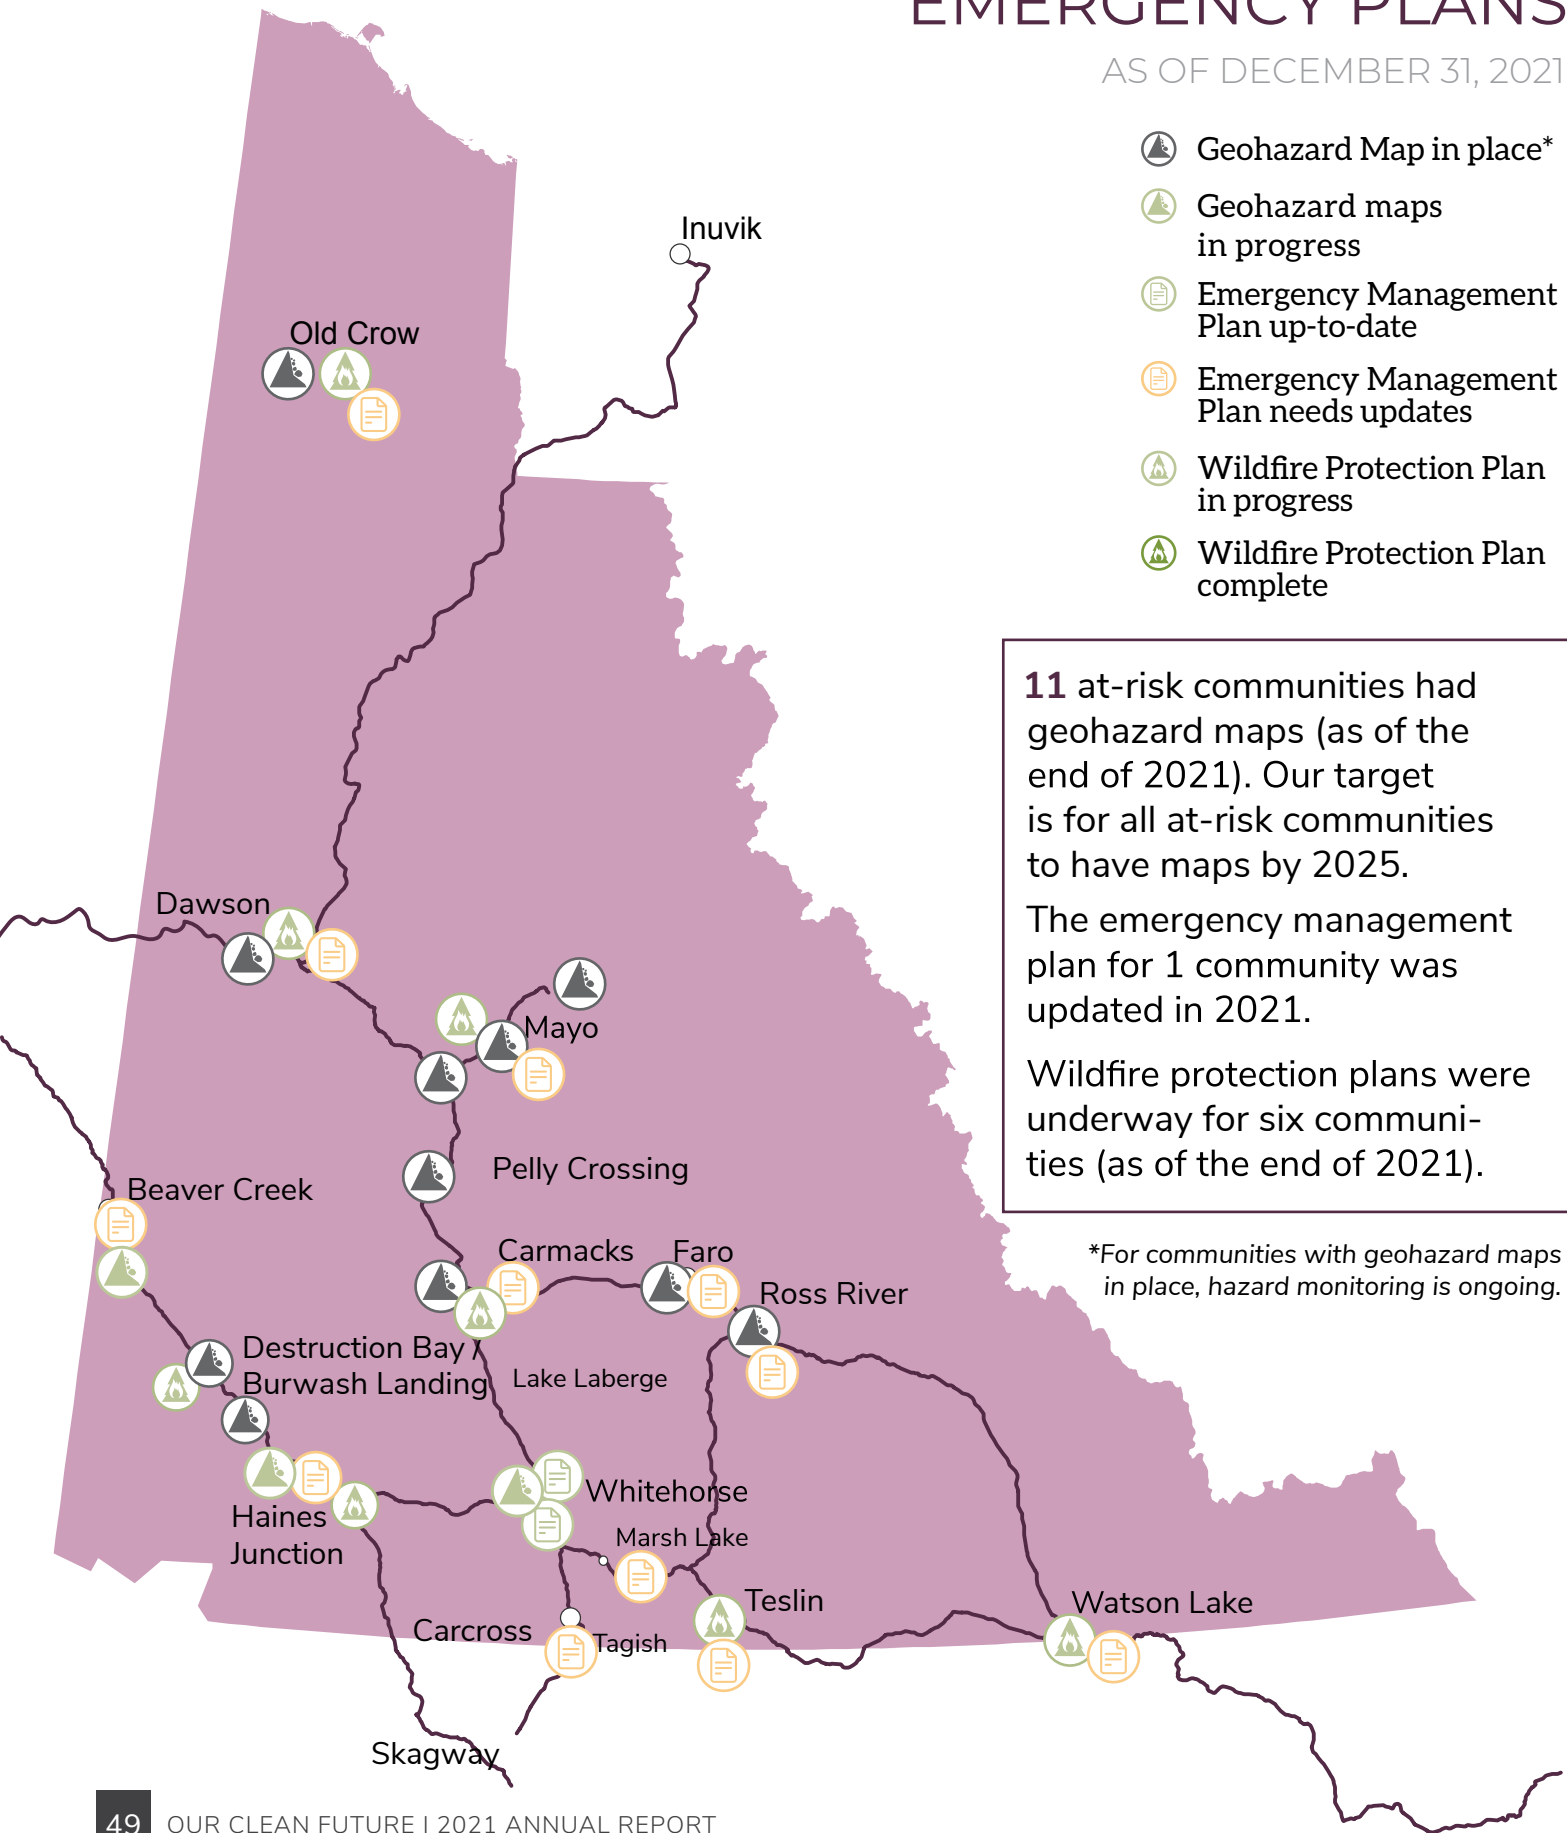 EMERGENCY PLANS
AS OF DECEMBER 31, 2021
Geohazard Map in place*
Geohazard maps
in progress
Emergency Management
Plan up-to-date
Emergency Management
Plan needs updates
Wildfire Protection Plan
in progress
Wildfire Protection Plan
complete
11 at-risk communities had
geohazard maps (as of the
end of 2021). Our target
is for all at-risk communities
to have maps by 2025.
The emergency management
plan for 1 community was
updated in 2021.
Wildfire protection plans were
underway for six communi-
ties (as of the end of 2021).
*For communities with geohazard maps
in place, hazard monitoring is ongoing.
Inuvik
Old Crow
Dawson
Mayo
Pelly Crossing
Beaver Creek
Carmacks
Faro
Ross River
Destruction Bay /
Burwash Landing
Lake Laberge
Whitehorse
Haines
Junction
Marsh Lake
Teslin
Watson Lake
Carcross
Tagish
Skagway
49 OUR CLEAN FUTURE | 2021 ANNUAL REPORT